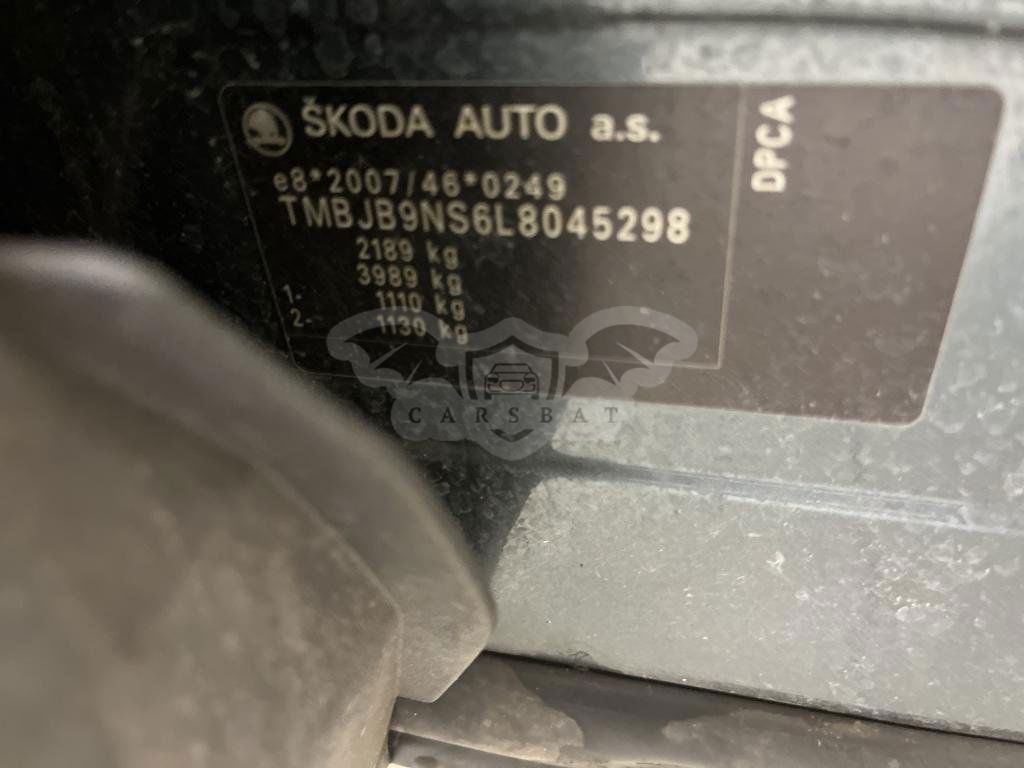 ŠKODA AUTO a.s.
e8*2007/46*0249
TMBJB9NS6L8045298
2189 kg
3989 kg
1- 1110 kg
2- 1130 kg
DPCA
CARSBAT